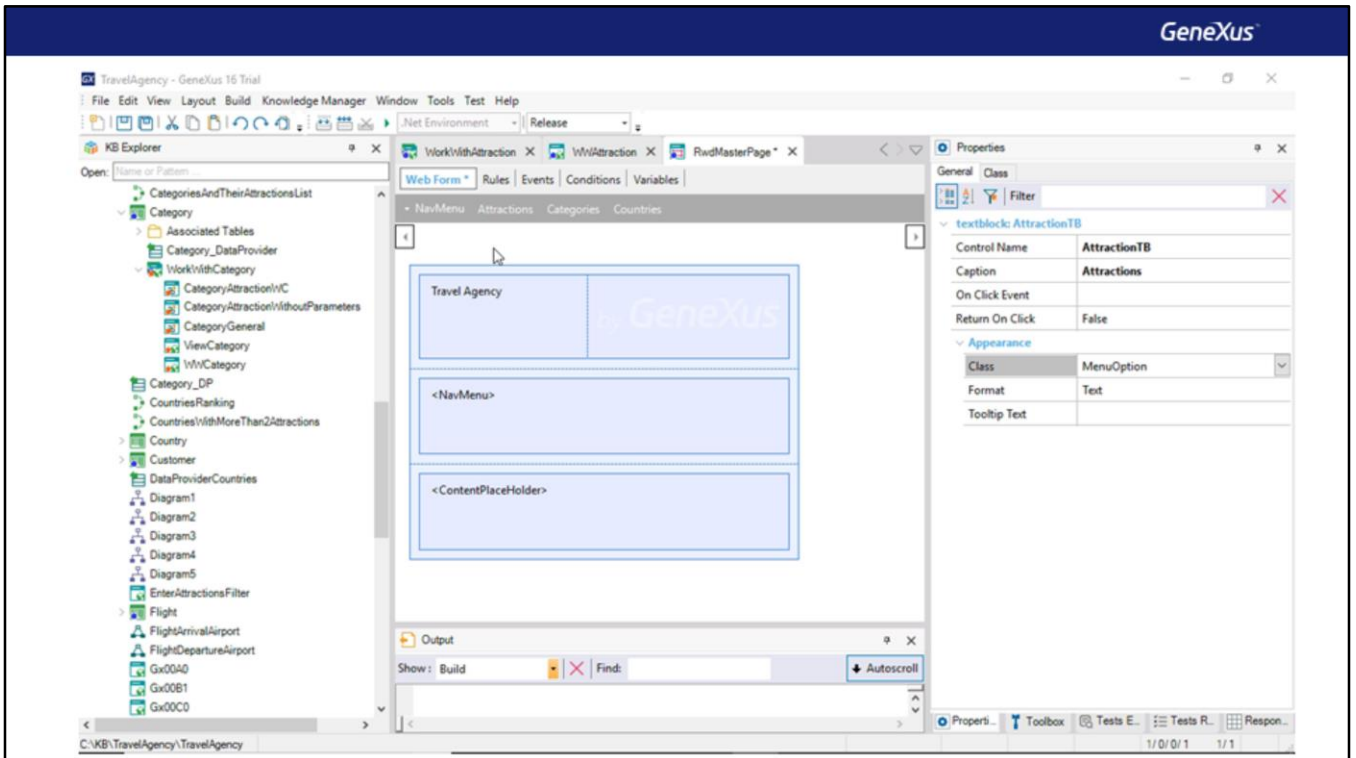 GeneXus™
GX TravelAgency - GeneXus 16 Trial
File Edit View Layout Build Knowledge Manager Window Tools Test Help
.Net Environment Release
KB Explorer
Open: Name or Pattern ...
CategoriesAndTheirAttractionsList
Category
Associated Tables
Category_DataProvider
WorkWithCategory
CategoryAttractionWC
CategoryAttractionWithoutParameters
CategoryGeneral
ViewCategory
WWCategory
Category_DP
CountriesRanking
CountriesWithMoreThan2Attractions
Country
Customer
DataProviderCountries
Diagram1
Diagram2
Diagram3
Diagram4
Diagram5
EnterAttractionsFilter
Flight
FlightArrivalAirport
FlightDepartureAirport
Gx00A0
Gx00B1
Gx00C0
WorkWithAttraction WWAttraction RwdMasterPage *
Web Form * Rules Events Conditions Variables
NavMenu Attractions Categories Countries
Travel Agency
by GeneXus
<NavMenu>
<ContentPlaceHolder>
Output
Show: Build Find: Autoscroll
Properties
General Class
Filter
textblock: AttractionTB
Control Name AttractionTB
Caption Attractions
On Click Event
Return On Click False
Appearance
Class MenuOption
Format Text
Tooltip Text
Properti... Toolbox Tests E... Tests R... Respon...
C:\KB\TravelAgency\TravelAgency
1/0/0/1 1/1